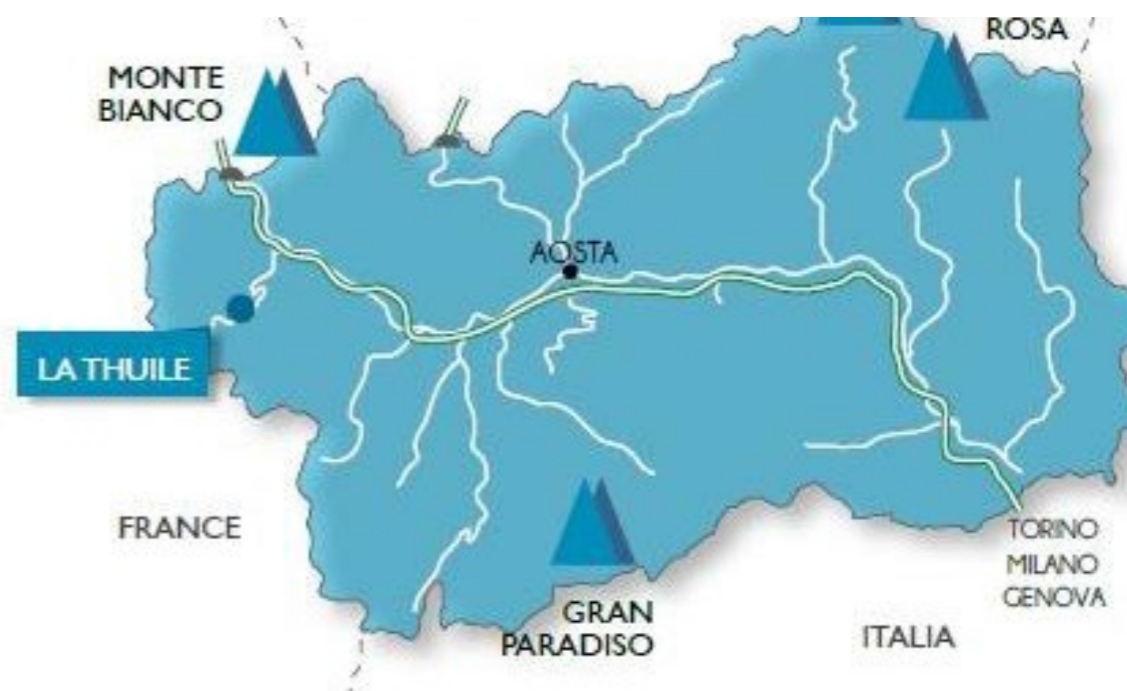 ROSA
MONTE
BIANCO
AOSTA
LA THUILE
FRANCE
TORINO
MILANO
GENOVA
GRAN
PARADISO
ITALIA